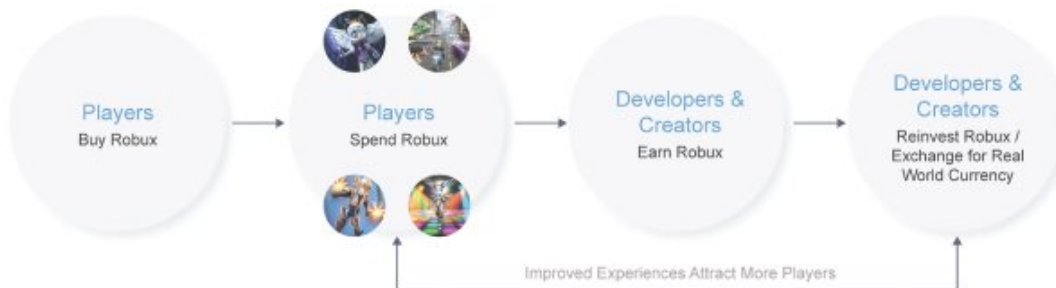 Players
Buy Robux
Players
Spend Robux
Developers &
Creators
Earn Robux
Developers &
Creators
Reinvest Robux /
Exchange for Real
World Currency
Improved Experiences Attract More Players